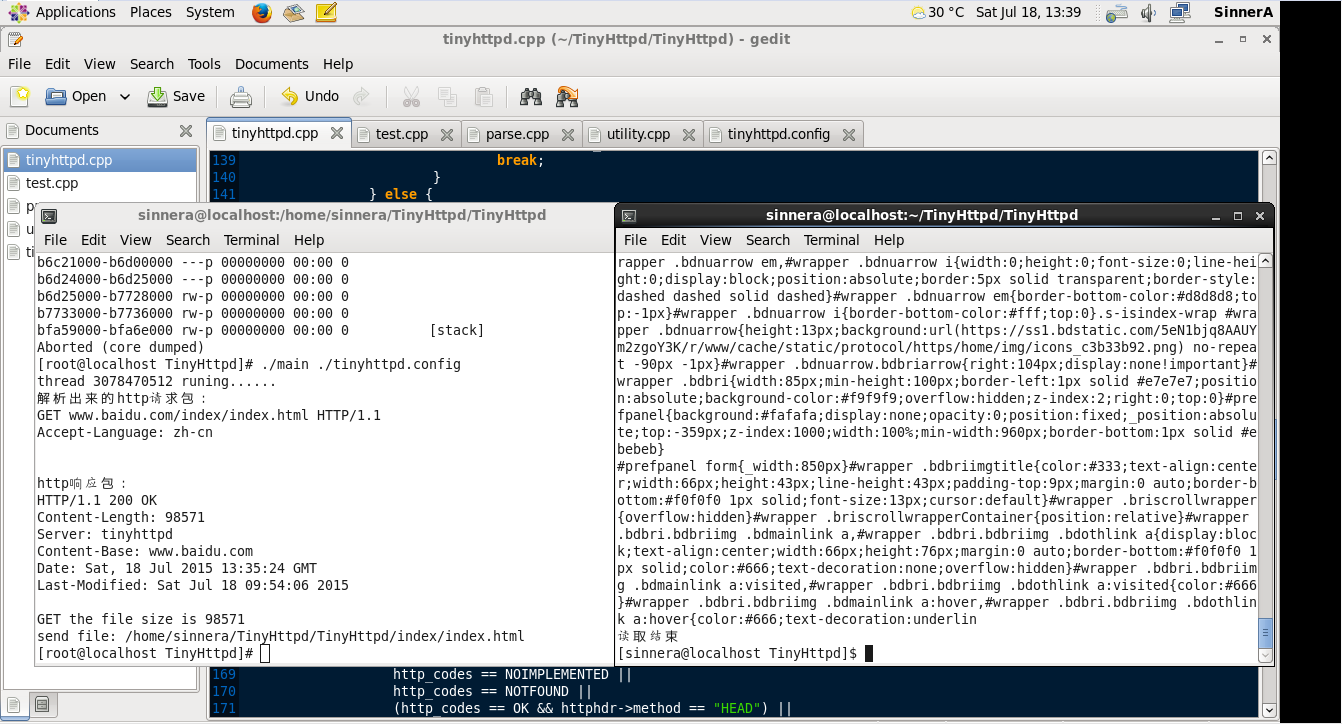 Applications Places System 30 °C Sat Jul 18, 13:39 SinnerA
tinyhttpd.cpp (~/TinyHttpd/TinyHttpd) - gedit
File Edit View Search Tools Documents Help
Open Save Undo
Documents
tinyhttpd.cpp test.cpp parse.cpp utility.cpp tinyhttpd.config
tinyhttpd.cpp
test.cpp
139 break;
140 }
141 } else {
sinnera@localhost:/home/sinnera/TinyHttpd/TinyHttpd
File Edit View Search Terminal Help
b6c21000-b6d00000 ---p 00000000 00:00 0
b6d24000-b6d25000 ---p 00000000 00:00 0
b6d25000-b7728000 rw-p 00000000 00:00 0
b7733000-b7736000 rw-p 00000000 00:00 0
bfa59000-bfa6e000 rw-p 00000000 00:00 0 [stack]
Aborted (core dumped)
[root@localhost TinyHttpd]# ./main ./tinyhttpd.config
thread 3078470512 runing......
解析出来的http请求包：
GET www.baidu.com/index/index.html HTTP/1.1
Accept-Language: zh-cn
http响应包：
HTTP/1.1 200 OK
Content-Length: 98571
Server: tinyhttpd
Content-Base: www.baidu.com
Date: Sat, 18 Jul 2015 13:35:24 GMT
Last-Modified: Sat Jul 18 09:54:06 2015
GET the file size is 98571
send file: /home/sinnera/TinyHttpd/TinyHttpd/index/index.html
[root@localhost TinyHttpd]#
sinnera@localhost:~/TinyHttpd/TinyHttpd
File Edit View Search Terminal Help
rapper .bdnuarrow em,#wrapper .bdnuarrow i{width:0;height:0;font-size:0;line-hei
ght:0;display:block;position:absolute;border:5px solid transparent;border-style:
dashed dashed solid dashed}#wrapper .bdnuarrow em{border-bottom-color:#d8d8d8;to
p:-1px}#wrapper .bdnuarrow i{border-bottom-color:#fff;top:0}.s-isindex-wrap #wra
pper .bdnuarrow{height:13px;background:url(https://ss1.bdstatic.com/5eN1bjq8AAUY
m2zgoY3K/r/www/cache/static/protocol/https/home/img/icons_c3b33b92.png) no-repea
t -90px -1px}#wrapper .bdnuarrow.bdbriarrow{right:104px;display:none!important}#
wrapper .bdbri{width:85px;min-height:100px;border-left:1px solid #e7e7e7;positio
n:absolute;background-color:#f9f9f9;overflow:hidden;z-index:2;right:0;top:0}#pre
fpanel{background:#fafafa;display:none;opacity:0;position:fixed;_position:absolu
te;top:-359px;z-index:1000;width:100%;min-width:960px;border-bottom:1px solid #e
bebeb}
#prefpanel form{_width:850px}#wrapper .bdbriimgtitle{color:#333;text-align:cente
r;width:66px;height:43px;line-height:43px;padding-top:9px;margin:0 auto;border-b
ottom:#f0f0f0 1px solid;font-size:13px;cursor:default}#wrapper .briscrollwrapper
{overflow:hidden}#wrapper .briscrollwrapperContainer{position:relative}#wrapper
.bdbri.bdbriimg .bdmainlink a,#wrapper .bdbri.bdbriimg .bdothlink a{display:bloc
k;text-align:center;width:66px;height:76px;margin:0 auto;border-bottom:#f0f0f0 1
px solid;color:#666;text-decoration:none;overflow:hidden}#wrapper .bdbri.bdbriim
g .bdmainlink a:visited,#wrapper .bdbri.bdbriimg .bdothlink a:visited{color:#666
}#wrapper .bdbri.bdbriimg .bdmainlink a:hover,#wrapper .bdbri.bdbriimg .bdothlin
k a:hover{color:#666;text-decoration:underlin
读取结束
[sinnera@localhost TinyHttpd]$
169 http_codes == NOIMPLEMENTED ||
170 http_codes == NOTFOUND ||
171 (http_codes == OK && httphdr->method == "HEAD") ||